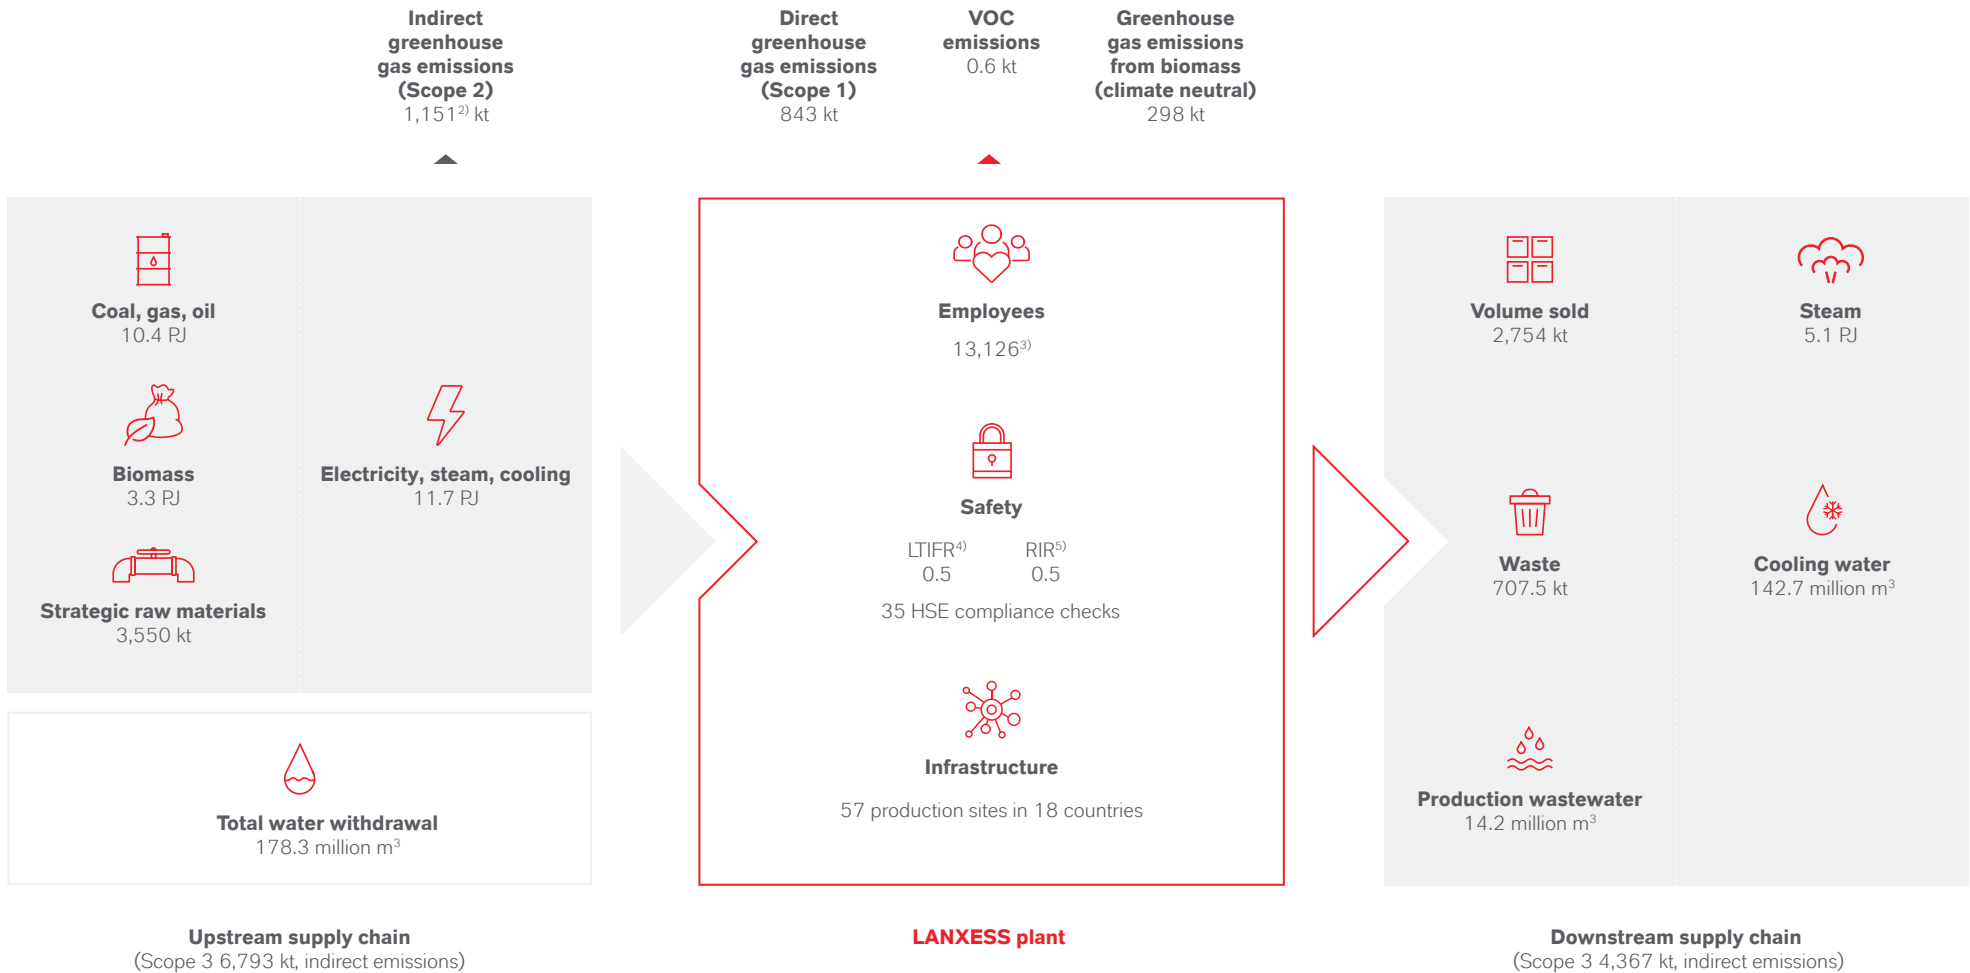 Indirect
greenhouse
gas emissions
(Scope 2)
1,151²⁾ kt
Direct
greenhouse
gas emissions
(Scope 1)
843 kt
VOC
emissions
0.6 kt
Greenhouse
gas emissions
from biomass
(climate neutral)
298 kt
Coal, gas, oil
10.4 PJ
Biomass
3.3 PJ
Strategic raw materials
3,550 kt
Electricity, steam, cooling
11.7 PJ
Total water withdrawal
178.3 million m³
Upstream supply chain
(Scope 3 6,793 kt, indirect emissions)
Employees
13,126³⁾
Safety
LTIFR⁴⁾
0.5
RIR⁵⁾
0.5
35 HSE compliance checks
Infrastructure
57 production sites in 18 countries
LANXESS plant
Volume sold
2,754 kt
Steam
5.1 PJ
Waste
707.5 kt
Cooling water
142.7 million m³
Production wastewater
14.2 million m³
Downstream supply chain
(Scope 3 4,367 kt, indirect emissions)